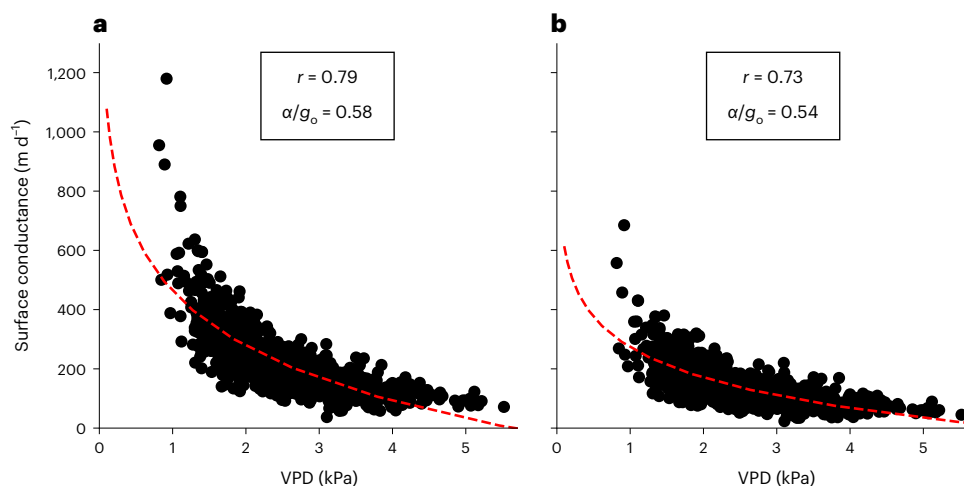 a
r = 0.79
α/gₒ = 0.58
Surface conductance (m d⁻¹)
1,200
1,000
800
600
400
200
0
0 1 2 3 4 5
VPD (kPa)
b
r = 0.73
α/gₒ = 0.54
0 1 2 3 4 5
VPD (kPa)